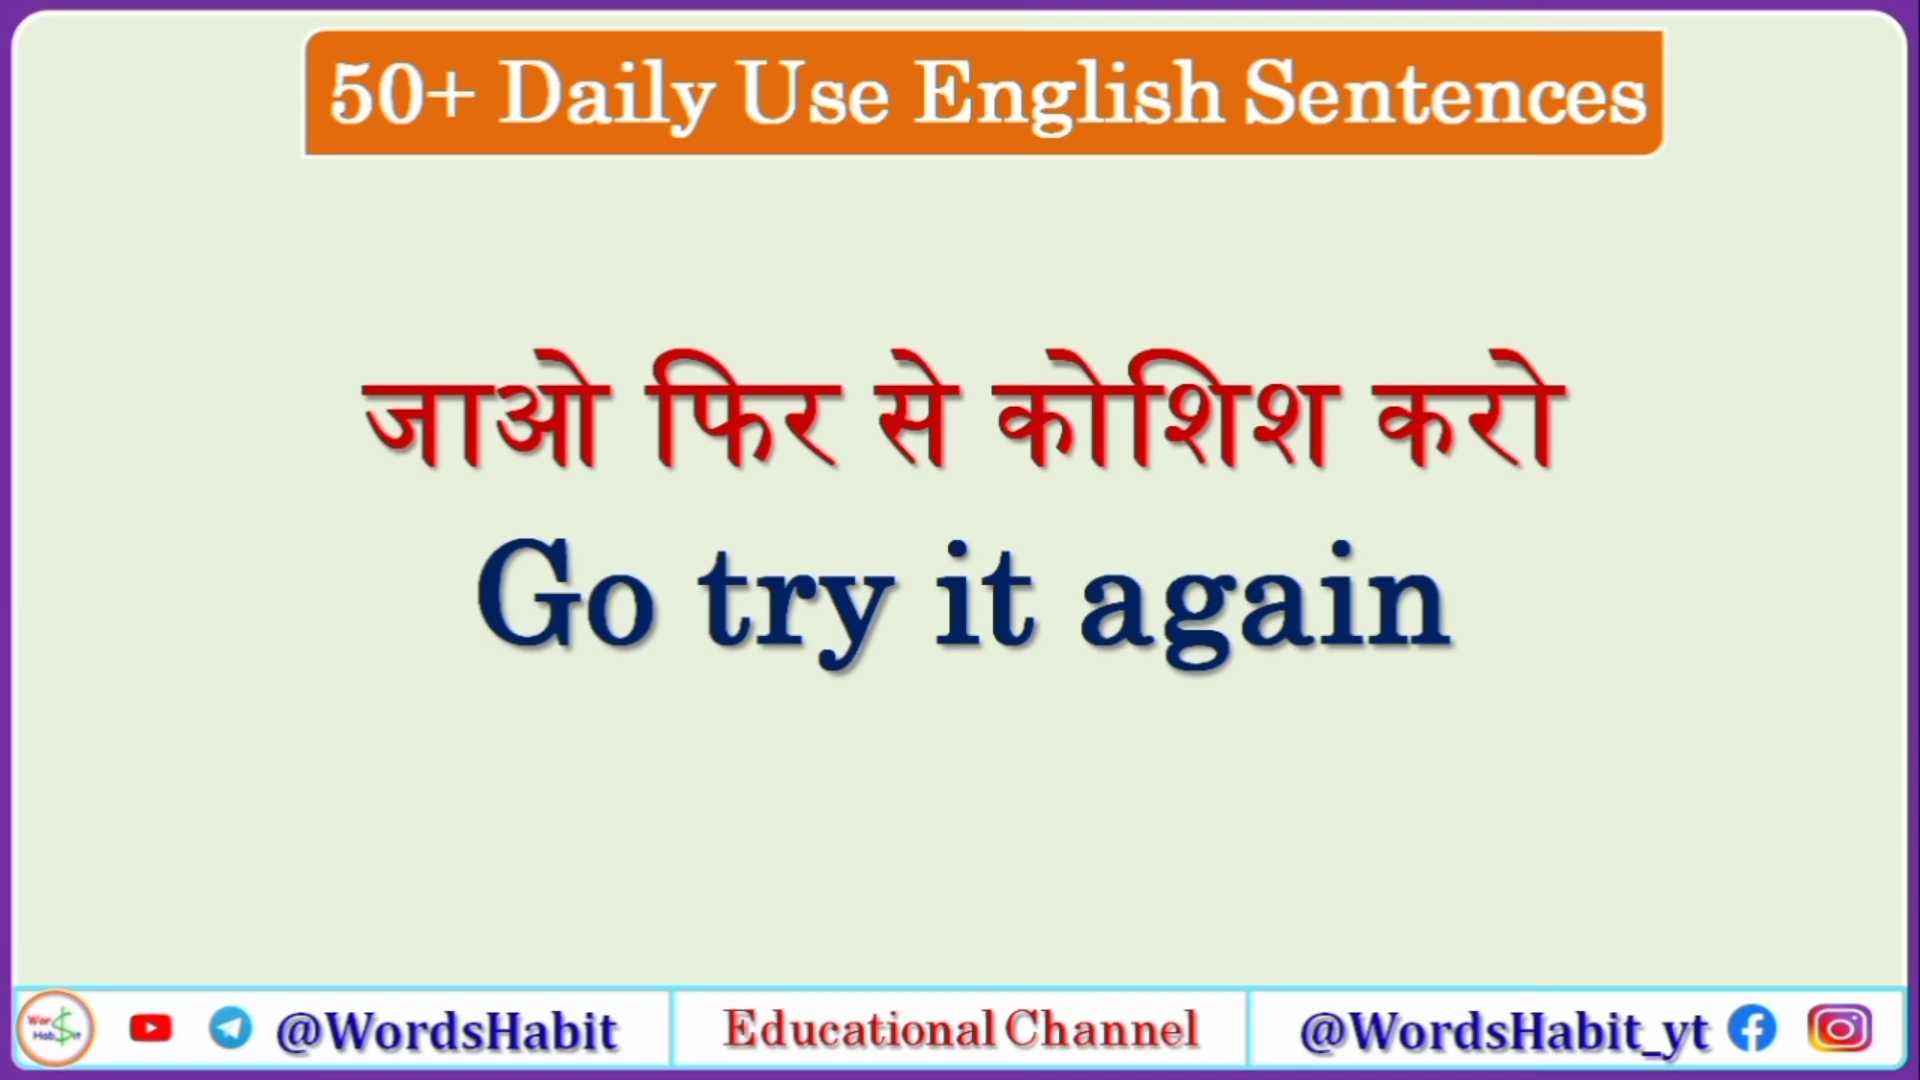 50+ Daily Use English Sentences
जाओ फिर से कोशिश करो
Go try it again
@WordsHabit
Educational Channel
@WordsHabit_yt